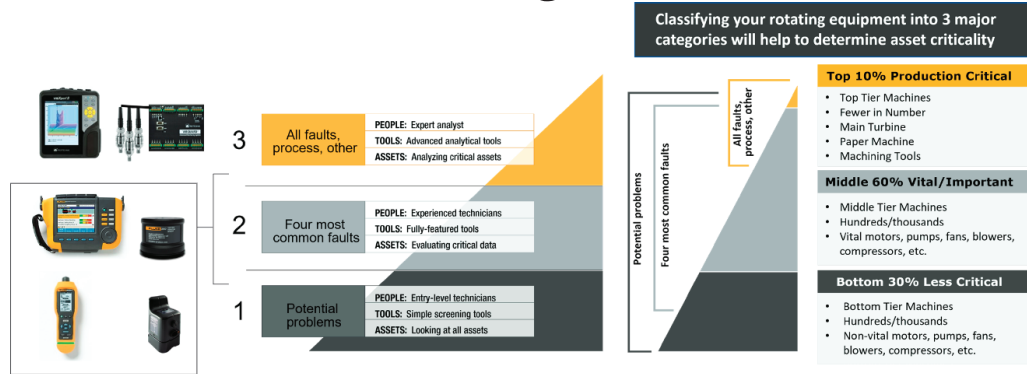 Classifying your rotating equipment into 3 major
categories will help to determine asset criticality
3
All faults,
process, other
PEOPLE: Expert analyst
TOOLS: Advanced analytical tools
ASSETS: Analyzing critical assets
2
Four most
common faults
PEOPLE: Experienced technicians
TOOLS: Fully-featured tools
ASSETS: Evaluating critical data
1
Potential
problems
PEOPLE: Entry-level technicians
TOOLS: Simple screening tools
ASSETS: Looking at all assets
Potential problems
Four most common faults
All faults,
process, other
Top 10% Production Critical
• Top Tier Machines
• Fewer in Number
• Main Turbine
• Paper Machine
• Machining Tools
Middle 60% Vital/Important
• Middle Tier Machines
• Hundreds/thousands
• Vital motors, pumps, fans, blowers,
compressors, etc.
Bottom 30% Less Critical
• Bottom Tier Machines
• Hundreds/thousands
• Non-vital motors, pumps, fans,
blowers, compressors, etc.